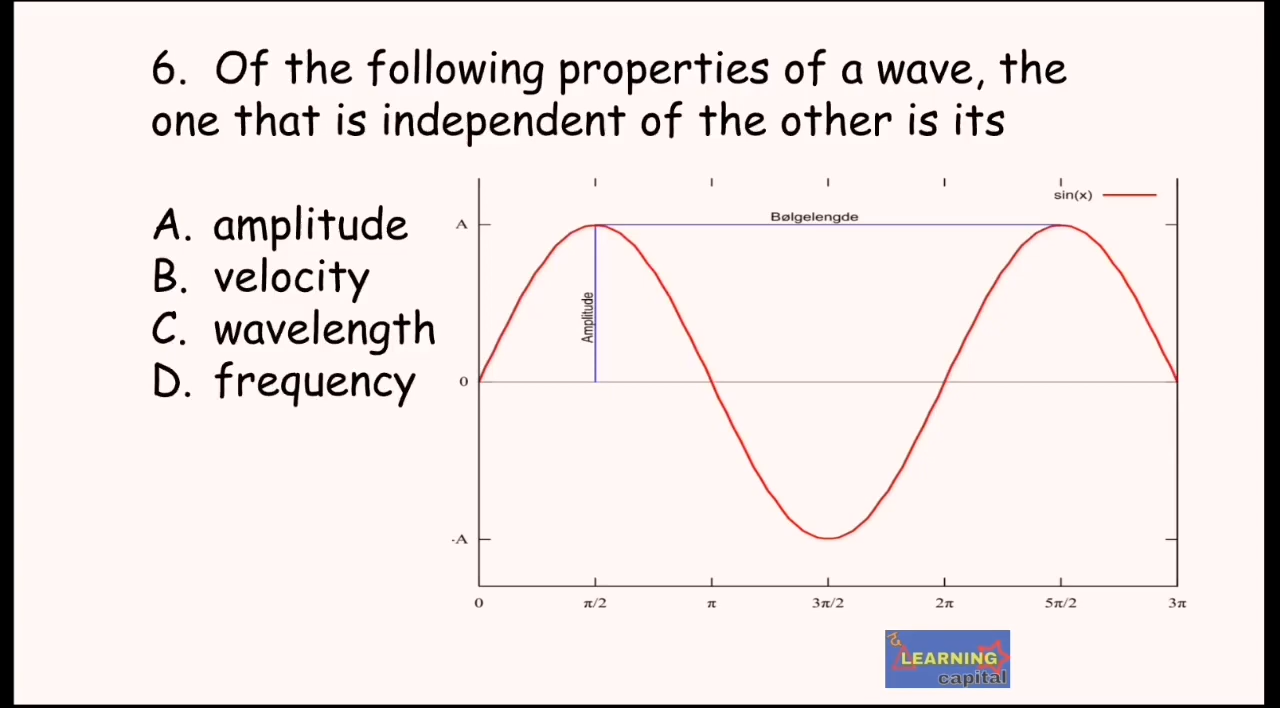 6. Of the following properties of a wave, the
one that is independent of the other is its
A. amplitude
B. velocity
C. wavelength
D. frequency
sin(x)
Bølgelengde
A
Amplitude
0
-A
0 π/2 π 3π/2 2π 5π/2 3π
LEARNING
capital